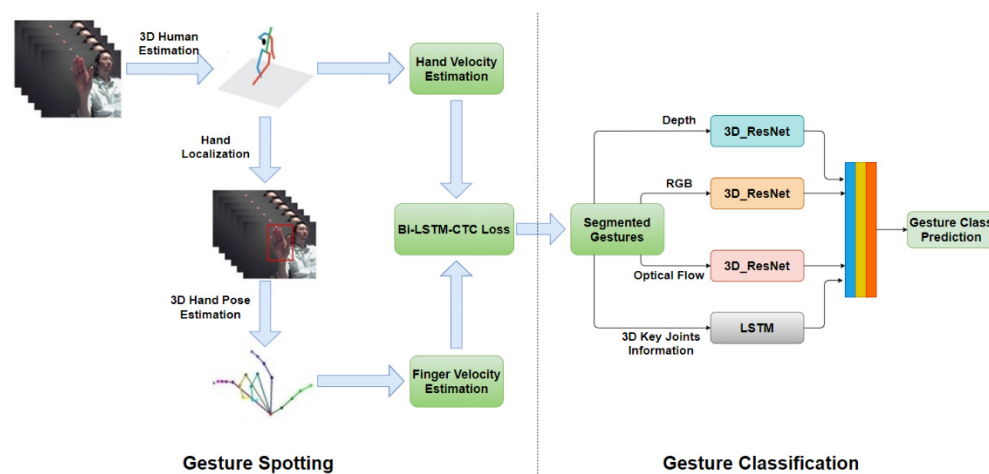 3D Human
Estimation
Hand Velocity
Estimation
Hand
Localization
Bi-LSTM-CTC Loss
3D Hand Pose
Estimation
Finger Velocity
Estimation
Gesture Spotting
Segmented
Gestures
Depth
3D_ResNet
RGB
3D_ResNet
Optical Flow
3D_ResNet
3D Key Joints
Information
LSTM
Gesture Class
Prediction
Gesture Classification